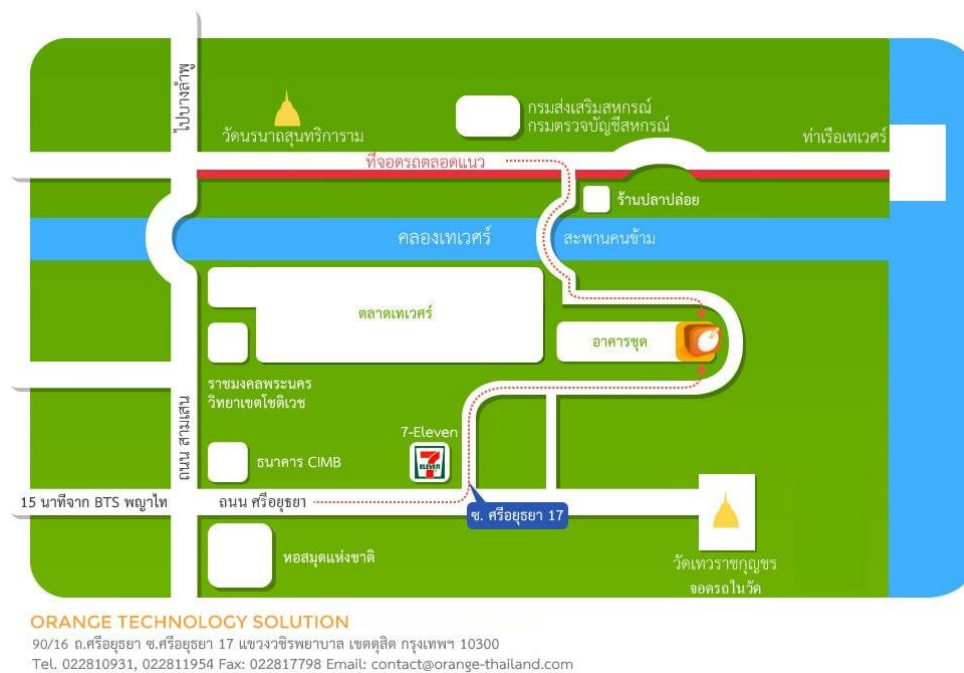 ไปบางลำพู
วัดนรนาถสุนทริการาม
กรมส่งเสริมสหกรณ์
กรมตรวจบัญชีสหกรณ์
ท่าเรือเทเวศร์
ที่จอดรถตลอดแนว
ร้านปลาปล่อย
คลองเทเวศร์
สะพานคนข้าม
ตลาดเทเวศร์
อาคารชุด
ราชมงคลพระนคร
วิทยาเขตโชติเวช
ถนน สามเสน
7-Eleven
7
ELEVEN
ธนาคาร CIMB
15 นาทีจาก BTS พญาไท
ถนน ศรีอยุธยา
ซ. ศรีอยุธยา 17
หอสมุดแห่งชาติ
วัดเทวราชกุญชร
จอดรถในวัด
ORANGE TECHNOLOGY SOLUTION
90/16 ถ.ศรีอยุธยา ซ.ศรีอยุธยา 17 แขวงวชิรพยาบาล เขตดุสิต กรุงเทพฯ 10300
Tel. 022810931, 022811954 Fax: 022817798 Email: contact@orange-thailand.com